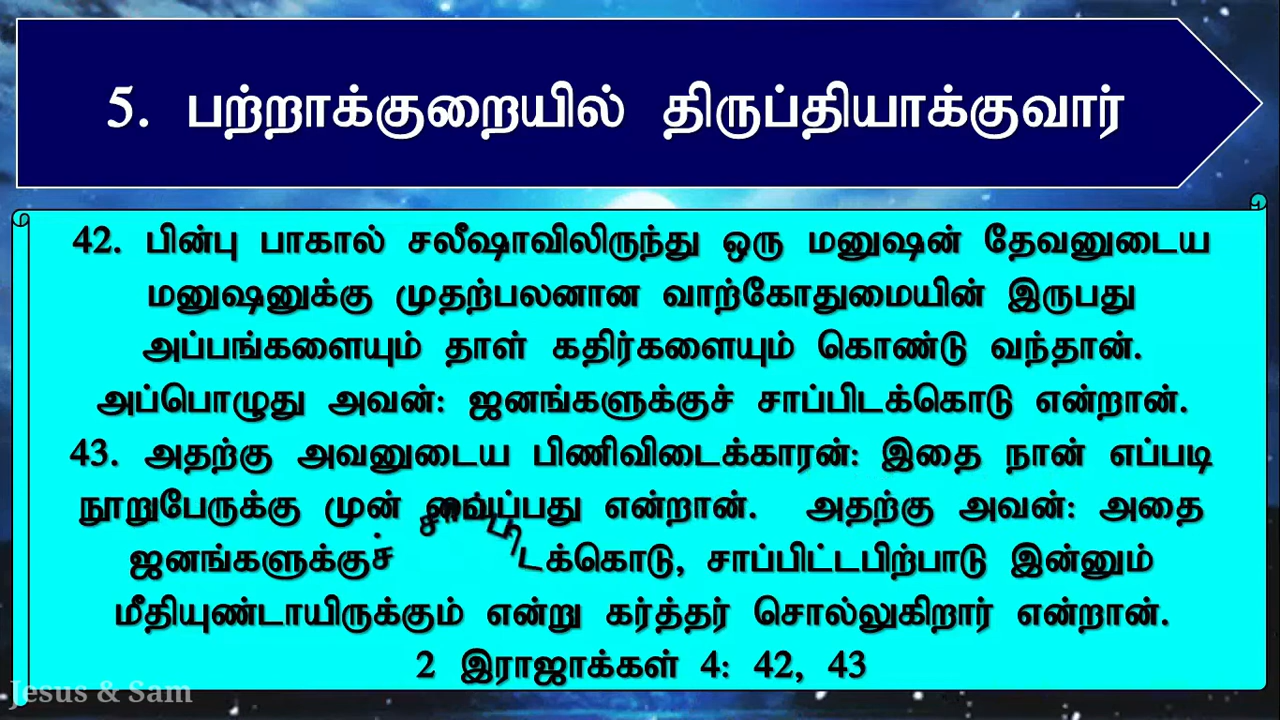 5. பற்றாக்குறையில் திருப்தியாக்குவார்
42. பின்பு பாகால் சலீஷாவிலிருந்து ஒரு மனுஷன் தேவனுடைய
மனுஷனுக்கு முதற்பலனான வாற்கோதுமையின் இருபது
அப்பங்களையும் தாள் கதிர்களையும் கொண்டு வந்தான்.
அப்பொழுது அவன்: ஜனங்களுக்குச் சாப்பிடக்கொடு என்றான்.
43. அதற்கு அவனுடைய பிணிவிடைக்காரன்: இதை நான் எப்படி
நூறுபேருக்கு முன் வைப்பது என்றான். அதற்கு அவன்: அதை
ஜனங்களுக்குச் சாப்பிடக்கொடு, சாப்பிட்டபிற்பாடு இன்னும்
மீதியுண்டாயிருக்கும் என்று கர்த்தர் சொல்லுகிறார் என்றான்.
2 இராஜாக்கள் 4: 42, 43
Jesus & Sam